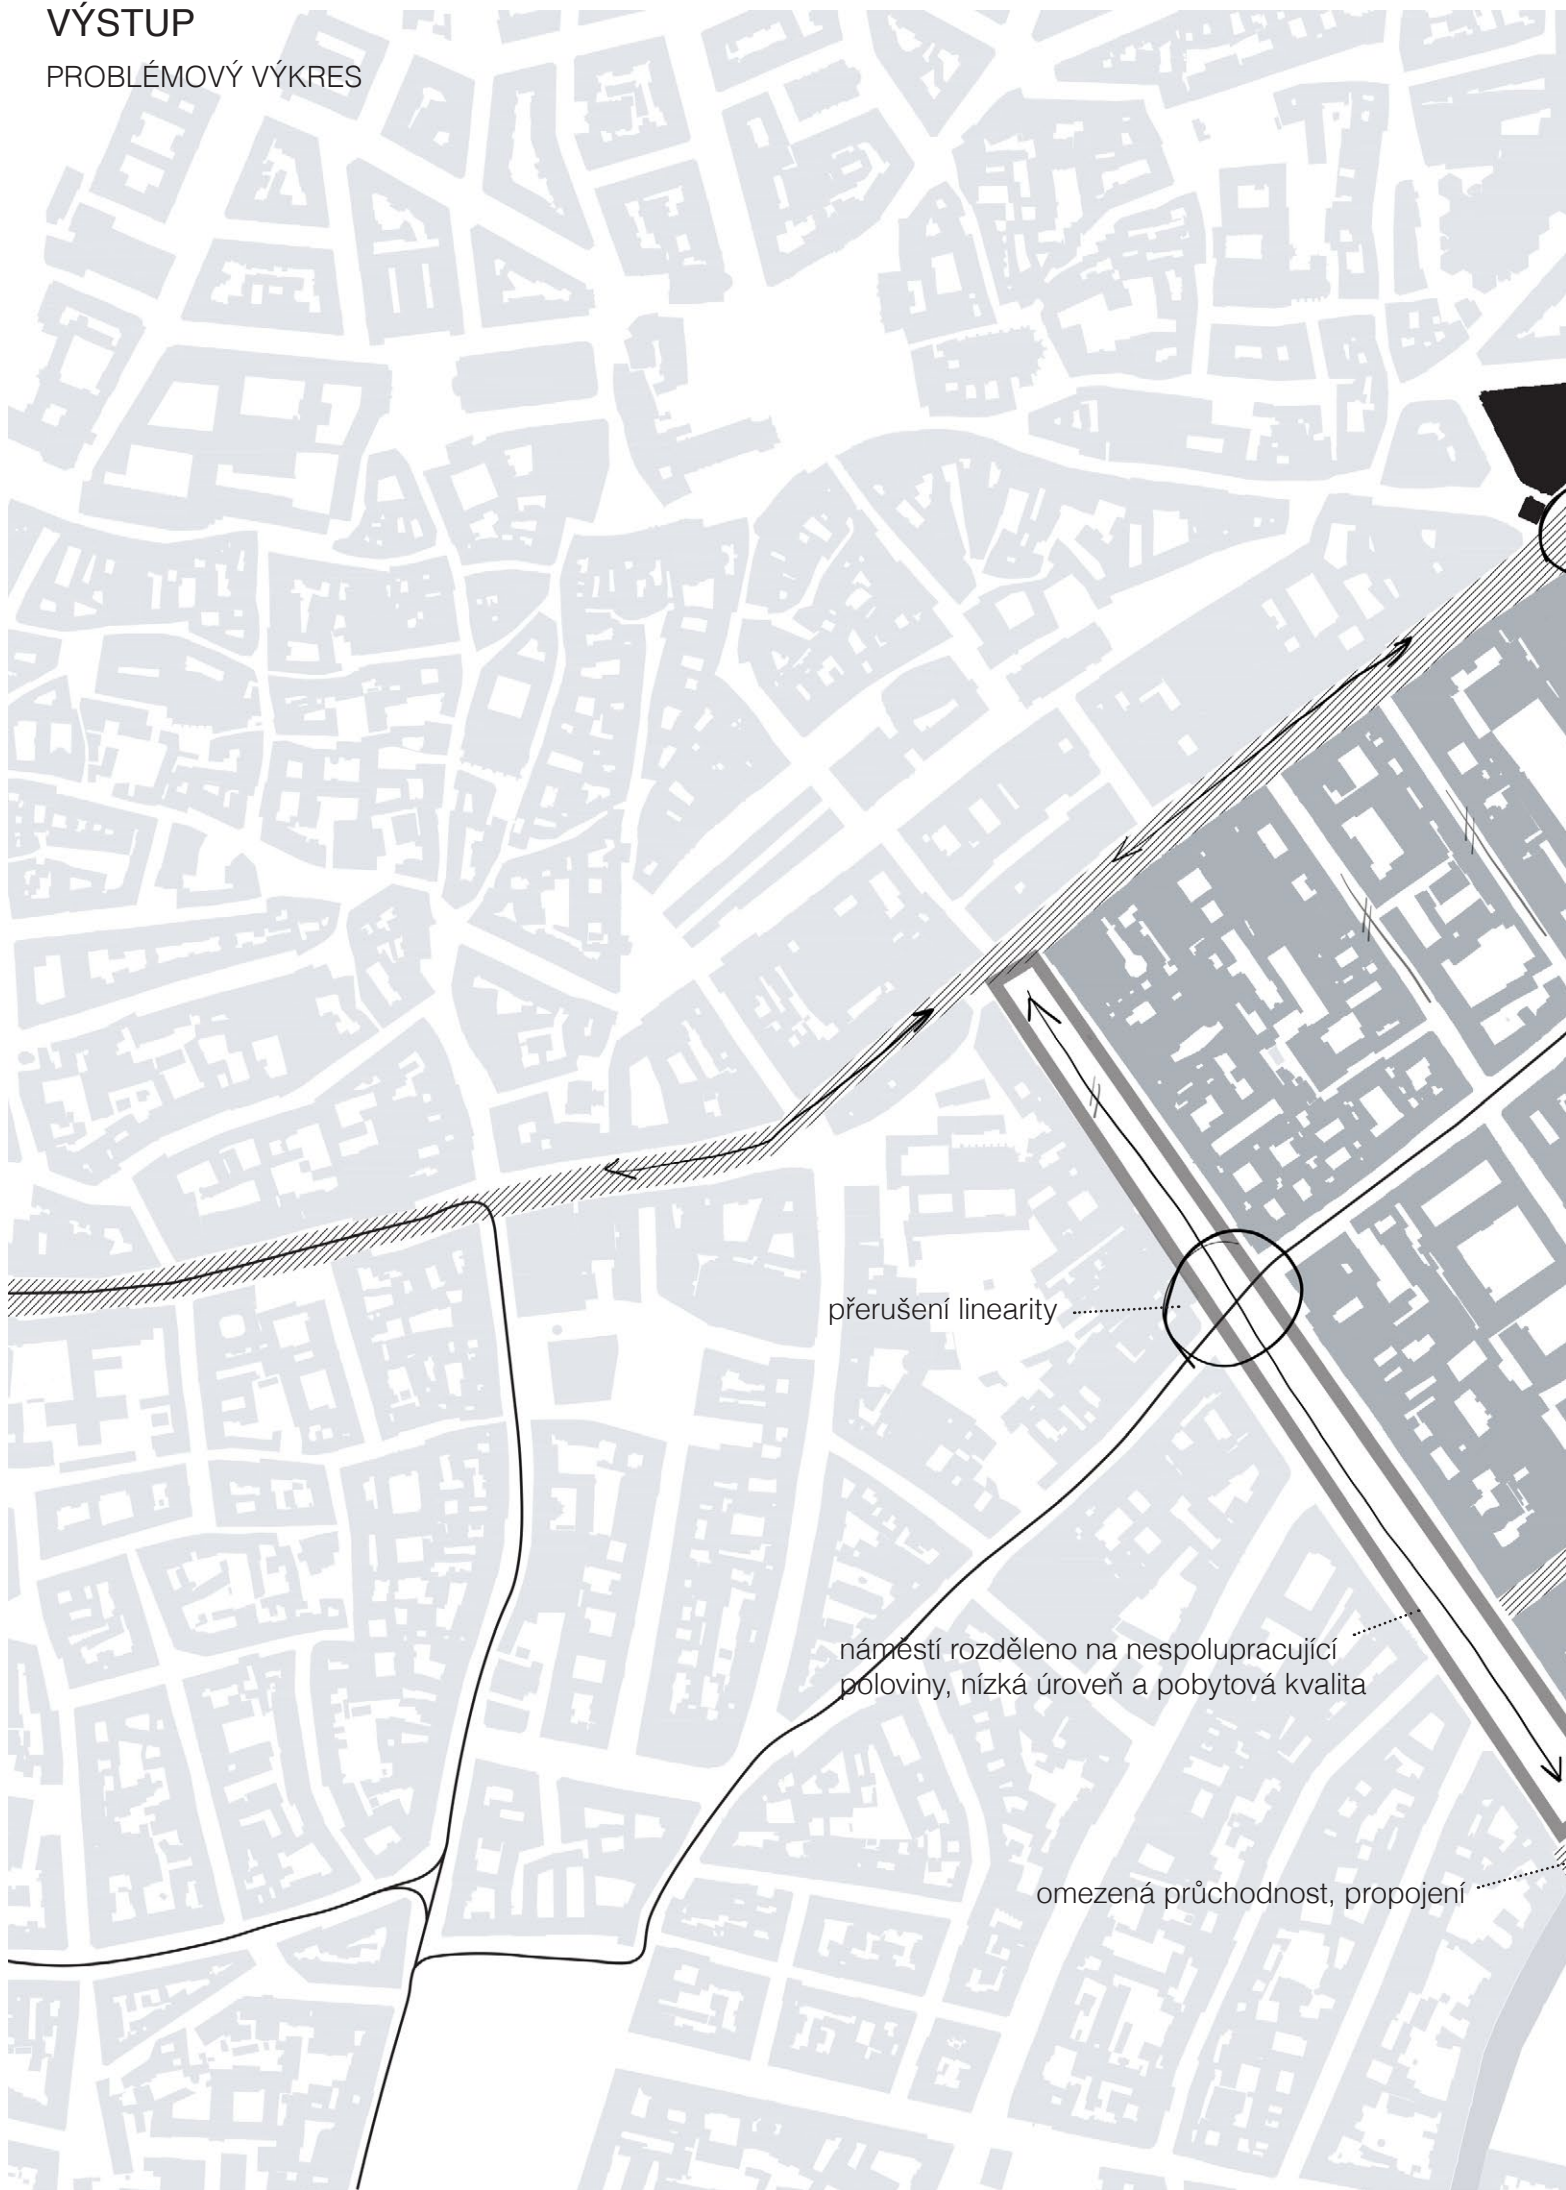 VÝSTUP
PROBLÉMOVÝ VÝKRES
přerušení linearity
náměstí rozděleno na nespolupracující
poloviny, nízká úroveň a pobytová kvalita
omezená průchodnost, propojení